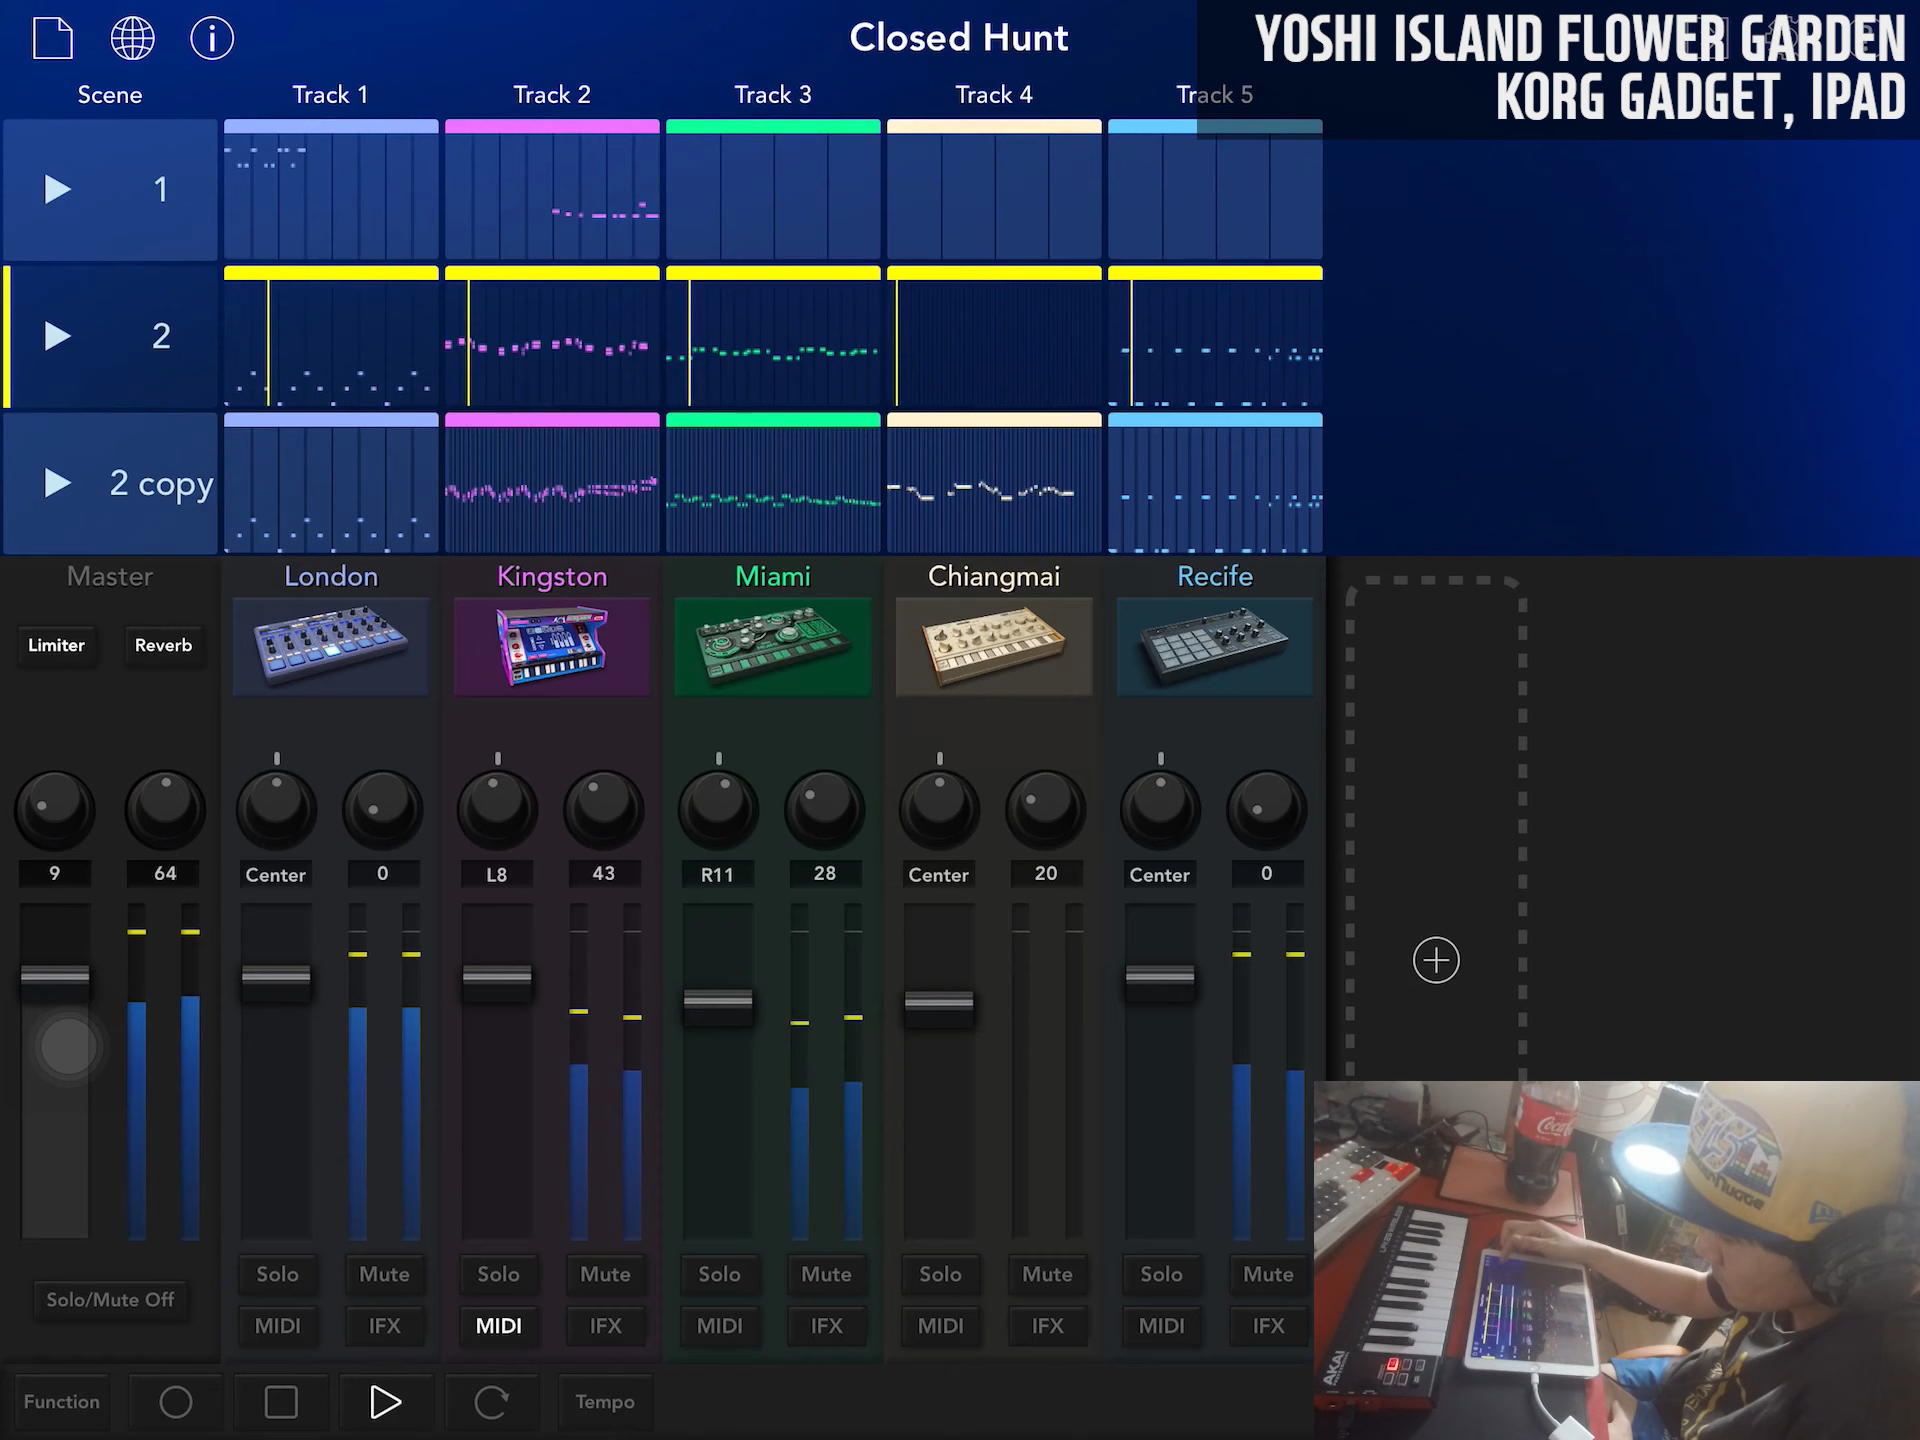 Closed Hunt
YOSHI ISLAND FLOWER GARDEN
KORG GADGET, IPAD
Scene
Track 1
Track 2
Track 3
Track 4
Track 5
1
2
2 copy
Master
London
Kingston
Miami
Chiangmai
Recife
Limiter
Reverb
9
64
Center
0
L8
43
R11
28
Center
20
Center
0
Solo
Mute
Solo
Mute
Solo
Mute
Solo
Mute
Solo
Mute
Solo/Mute Off
MIDI
IFX
MIDI
IFX
MIDI
IFX
MIDI
IFX
MIDI
IFX
Function
Tempo
AKAI